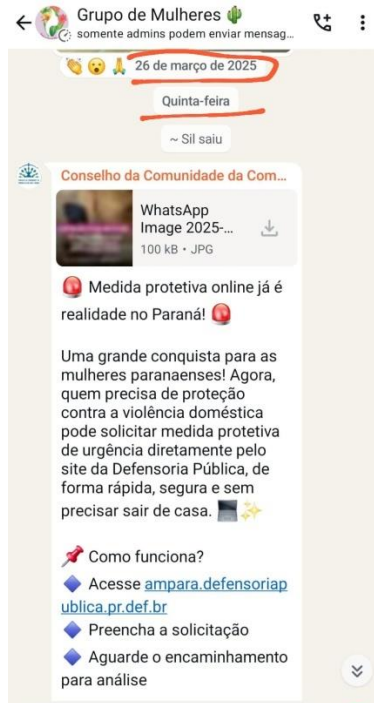 Grupo de Mulheres 🌵
somente admins podem enviar mensag...
👏 😮 🙏 26 de março de 2025
Quinta-feira
~ Sil saiu
Conselho da Comunidade da Com...
WhatsApp
Image 2025-...
100 kB • JPG
🚨 Medida protetiva online já é
realidade no Paraná! 🚨
Uma grande conquista para as
mulheres paranaenses! Agora,
quem precisa de proteção
contra a violência doméstica
pode solicitar medida protetiva
de urgência diretamente pelo
site da Defensoria Pública, de
forma rápida, segura e sem
precisar sair de casa. 💻✨
📌 Como funciona?
🔹 Acesse ampara.defensoriap
ublica.pr.def.br
🔹 Preencha a solicitação
🔹 Aguarde o encaminhamento
para análise